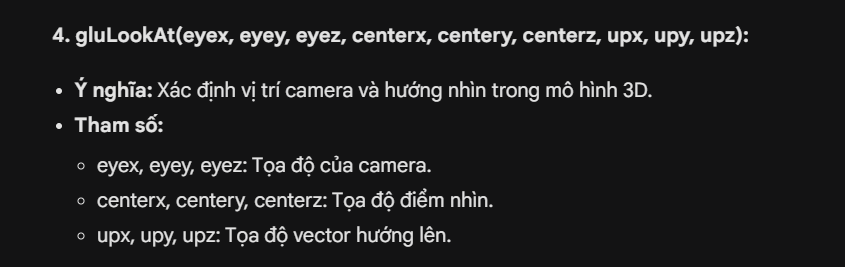 4. gluLookAt(eyex, eyey, eyez, centerx, centery, centerz, upx, upy, upz):
• Ý nghĩa: Xác định vị trí camera và hướng nhìn trong mô hình 3D.
• Tham số:
◦ eyex, eyey, eyez: Tọa độ của camera.
◦ centerx, centery, centerz: Tọa độ điểm nhìn.
◦ upx, upy, upz: Tọa độ vector hướng lên.